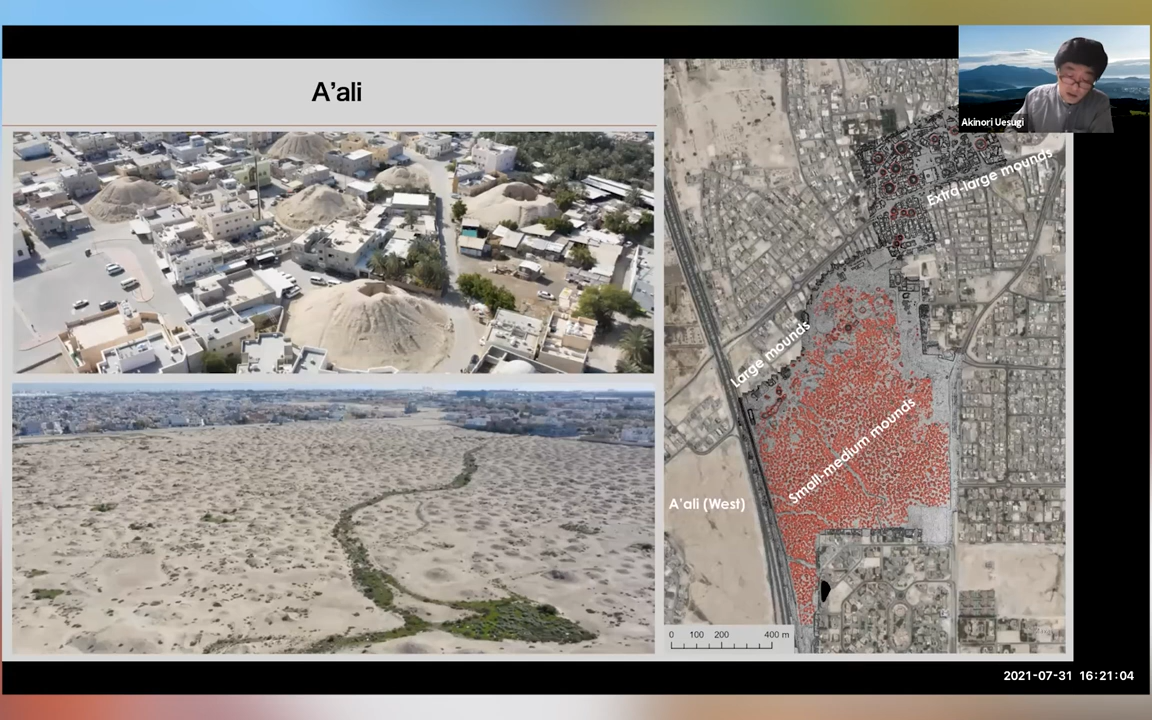 A'ali
Akinori Uesugi
Extra-large mounds
Large mounds
Small-medium mounds
A'ali (West)
0 100 200 400 m
2021-07-31 16:21:04